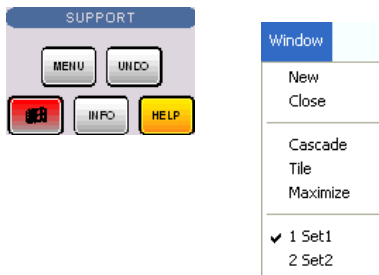 SUPPORT
MENU UNDO
INFO HELP
Window
New
Close
Cascade
Tile
Maximize
✔ 1 Set1
2 Set2